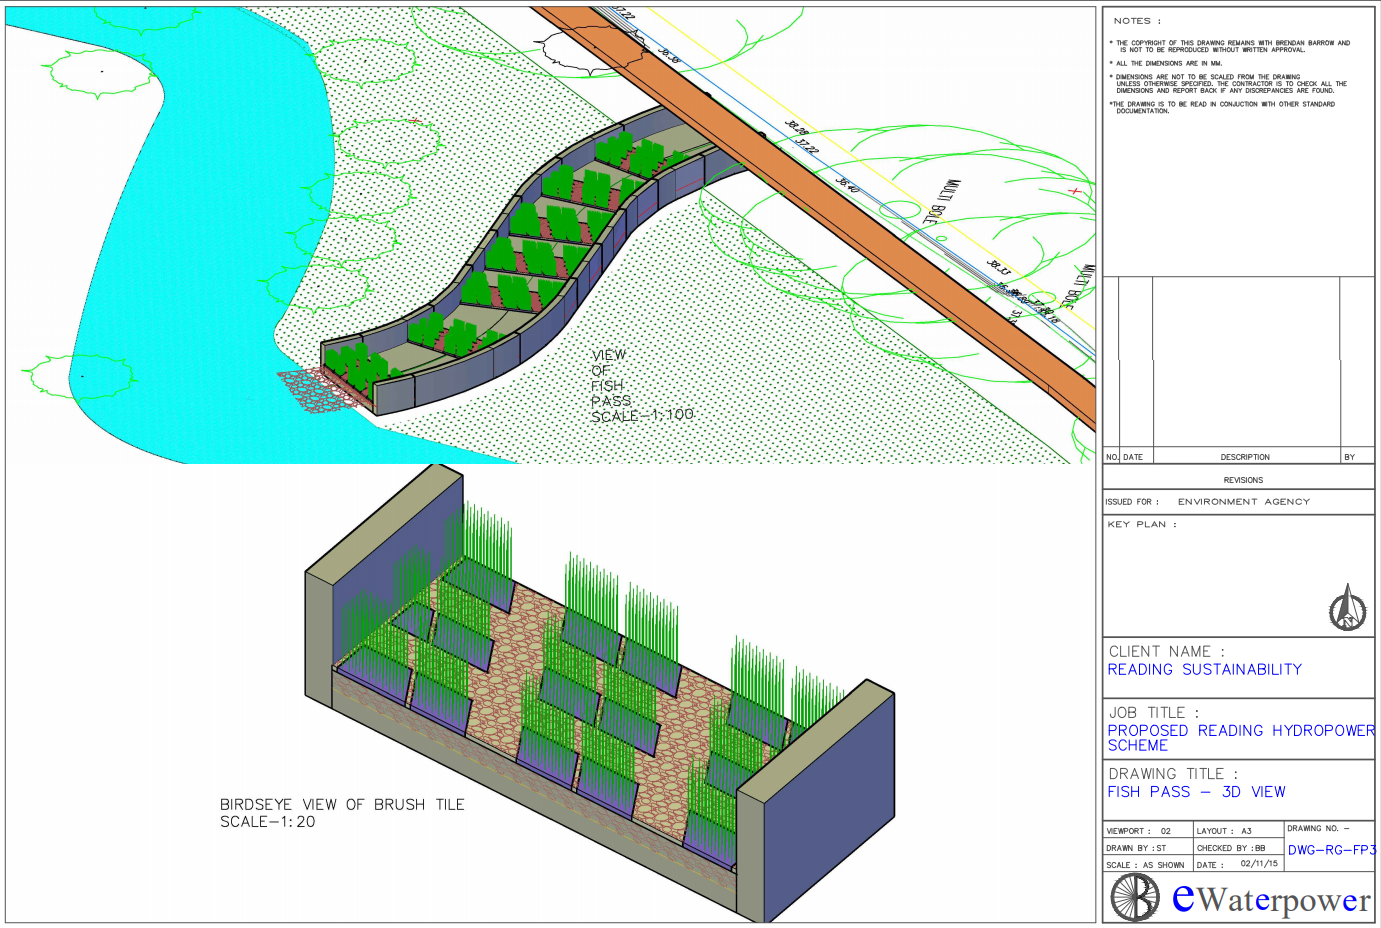 37.22
38.38
38.28
37.22
36.40
MULTI BOLE
38.33
MULTI BOLE
VIEW
OF
FISH
PASS
SCALE-1:100
BIRDSEYE VIEW OF BRUSH TILE
SCALE-1:20
NOTES :
* THE COPYRIGHT OF THIS DRAWING REMAINS WITH BRENDAN BARROW AND
IS NOT TO BE REPRODUCED WITHOUT WRITTEN APPROVAL.
* ALL THE DIMENSIONS ARE IN MM.
* DIMENSIONS ARE NOT TO BE SCALED FROM THE DRAWING
UNLESS OTHERWISE SPECIFIED. THE CONTRACTOR IS TO CHECK ALL THE
DIMENSIONS AND REPORT BACK IF ANY DISCREPANCIES ARE FOUND.
*THE DRAWING IS TO BE READ IN CONJUCTION WITH OTHER STANDARD
DOCUMENTATION.
NO. DATE DESCRIPTION BY
REVISIONS
ISSUED FOR : ENVIRONMENT AGENCY
KEY PLAN :
N
CLIENT NAME :
READING SUSTAINABILITY
JOB TITLE :
PROPOSED READING HYDROPOWER
SCHEME
DRAWING TITLE :
FISH PASS - 3D VIEW
VIEWPORT : 02 LAYOUT : A3 DRAWING NO. -
DRAWN BY :ST CHECKED BY :BB DWG-RG-FP3
SCALE : AS SHOWN DATE : 02/11/15
B eWaterpower